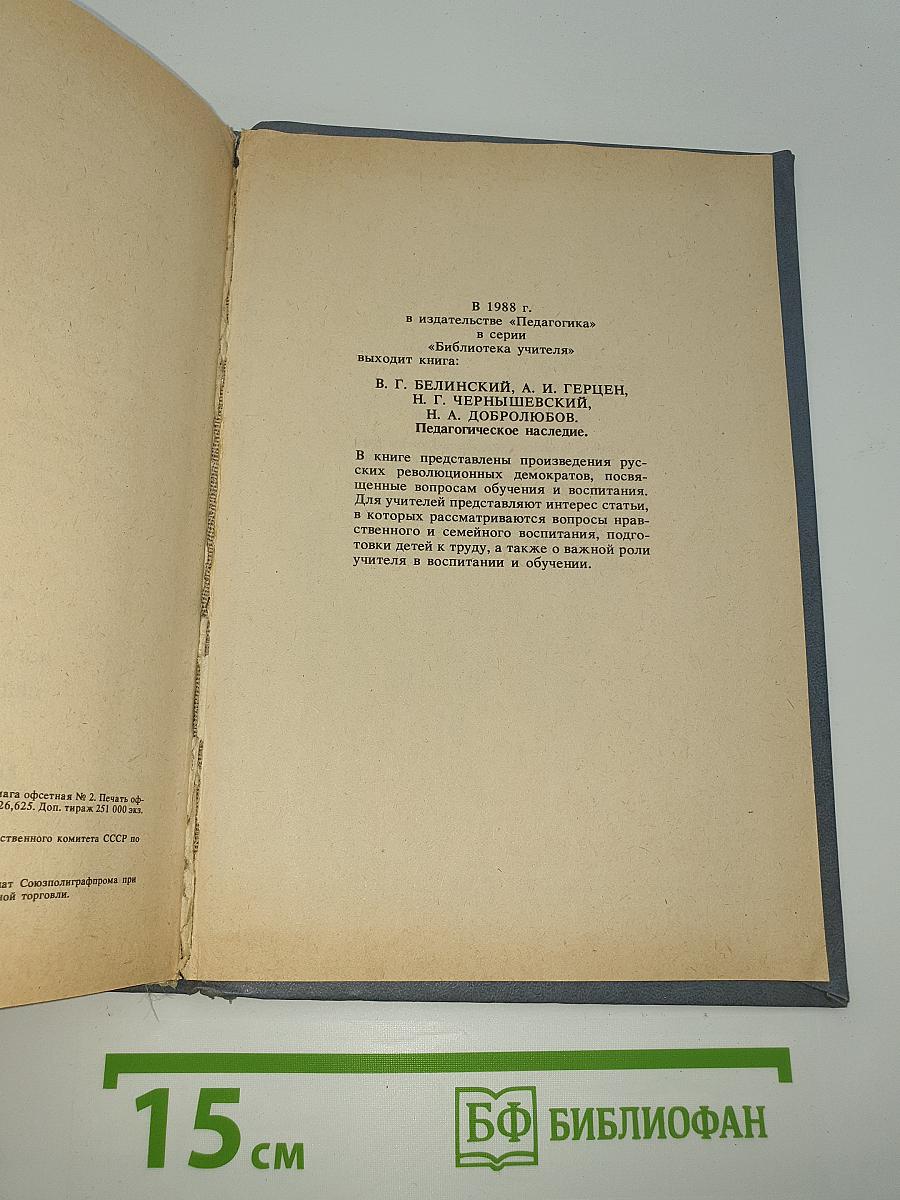 мага офсетная № 2. Печать оф-
26,625. Доп. тираж 251 000 экз.
ственного комитета СССР по
Союзполиграфпрома при
ной торговли.
В 1988 г.
в издательстве «Педагогика»
в серии
«Библиотека учителя»
выходит книга:
В. Г. БЕЛИНСКИЙ, А. И. ГЕРЦЕН,
Н. Г. ЧЕРНЫШЕВСКИЙ,
Н. А. ДОБРОЛЮБОВ.
Педагогическое наследие.
В книге представлены произведения рус-
ских революционных демократов, посвя-
щенные вопросам обучения и воспитания.
Для учителей представляют интерес статьи,
в которых рассматриваются вопросы нрав-
ственного и семейного воспитания, подго-
товки детей к труду, а также о важной роли
учителя в воспитании и обучении.
15 см
БФ БИБЛИОФАН